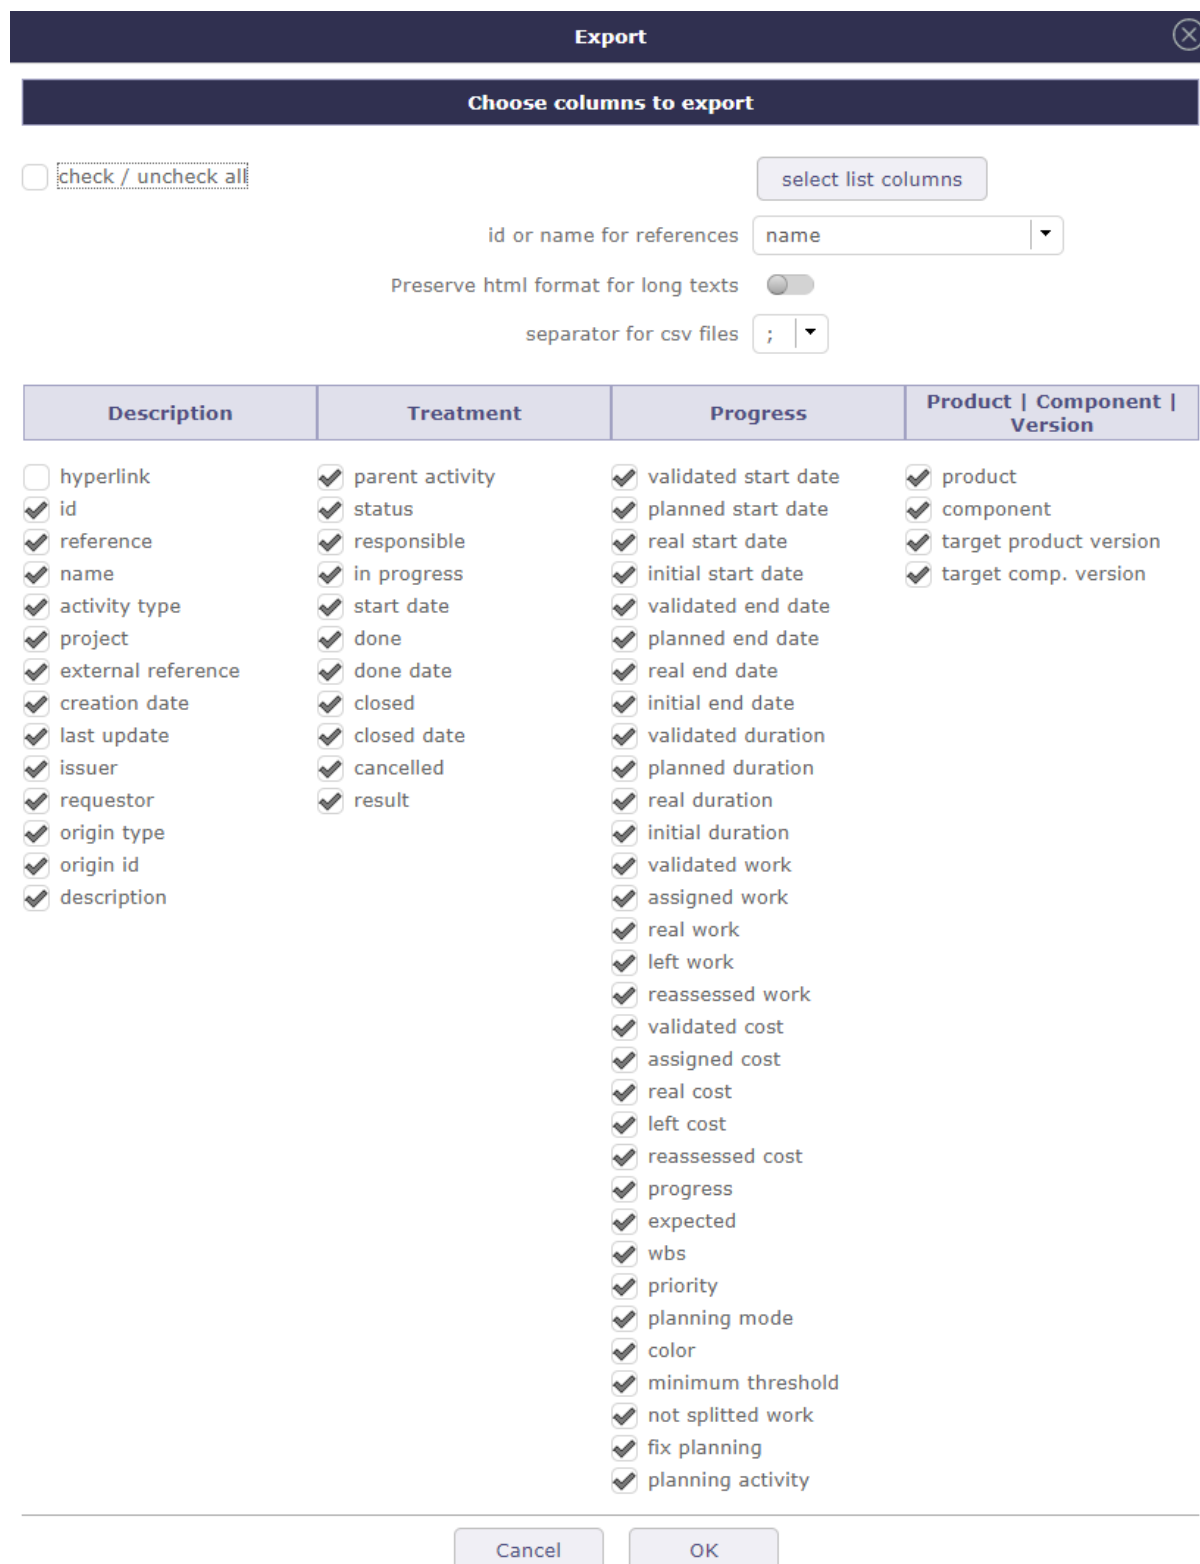 Export
Choose columns to export
check / uncheck all
select list columns
id or name for references
name
Preserve html format for long texts
separator for csv files
;
Description
Treatment
Progress
Product | Component |
Version
hyperlink
id
reference
name
activity type
project
external reference
creation date
last update
issuer
requestor
origin type
origin id
description
parent activity
status
responsible
in progress
start date
done
done date
closed
closed date
cancelled
result
validated start date
planned start date
real start date
initial start date
validated end date
planned end date
real end date
initial end date
validated duration
planned duration
real duration
initial duration
validated work
assigned work
real work
left work
reassessed work
validated cost
assigned cost
real cost
left cost
reassessed cost
progress
expected
wbs
priority
planning mode
color
minimum threshold
not splitted work
fix planning
planning activity
product
component
target product version
target comp. version
Cancel
OK